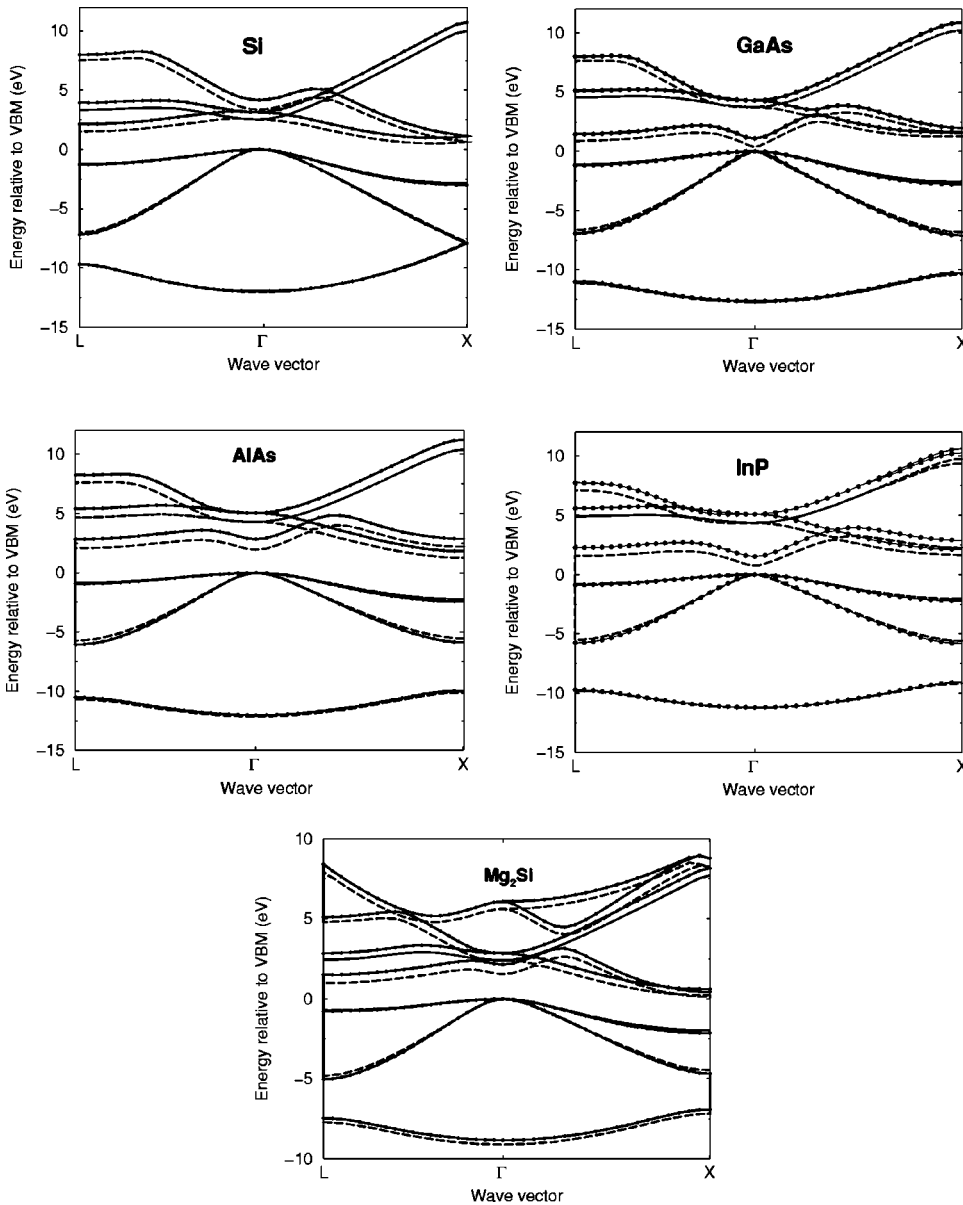 Si
Energy relative to VBM (eV)
10
5
0
−5
−10
−15
L
Γ
X
Wave vector
GaAs
Energy relative to VBM (eV)
10
5
0
−5
−10
−15
L
Γ
X
Wave vector
AlAs
Energy relative to VBM (eV)
10
5
0
−5
−10
−15
L
Γ
X
Wave vector
InP
Energy relative to VBM (eV)
10
5
0
−5
−10
−15
L
Γ
X
Wave vector
Mg₂Si
Energy relative to VBM (eV)
10
5
0
−5
−10
L
Γ
X
Wave vector